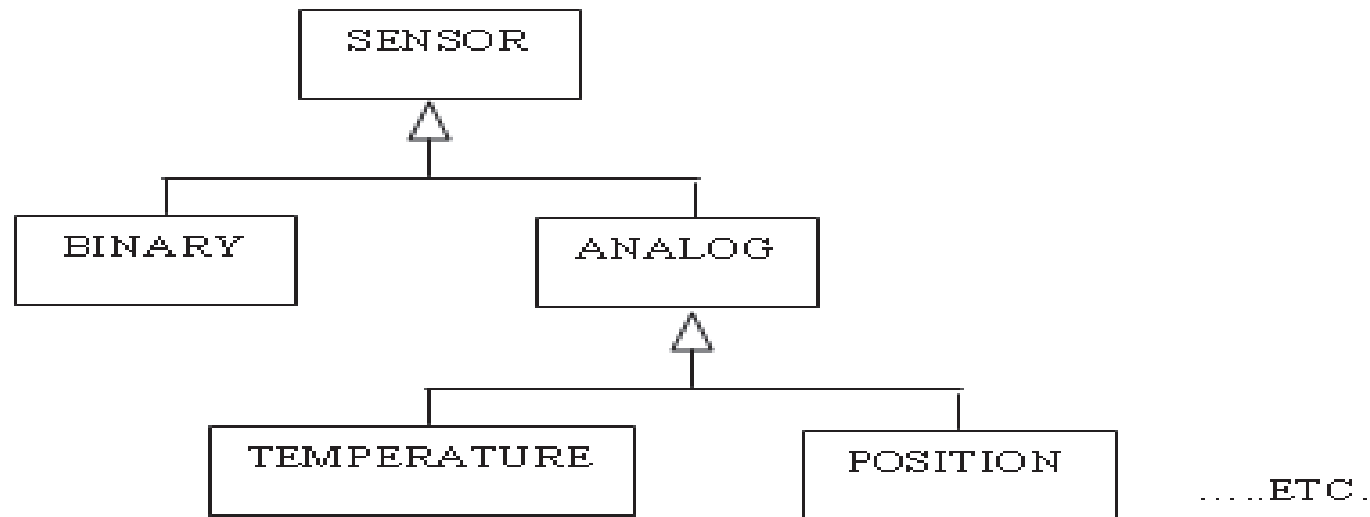 SENSOR
BINARY
ANALOG
TEMPERATURE
POSITION
.....ETC.